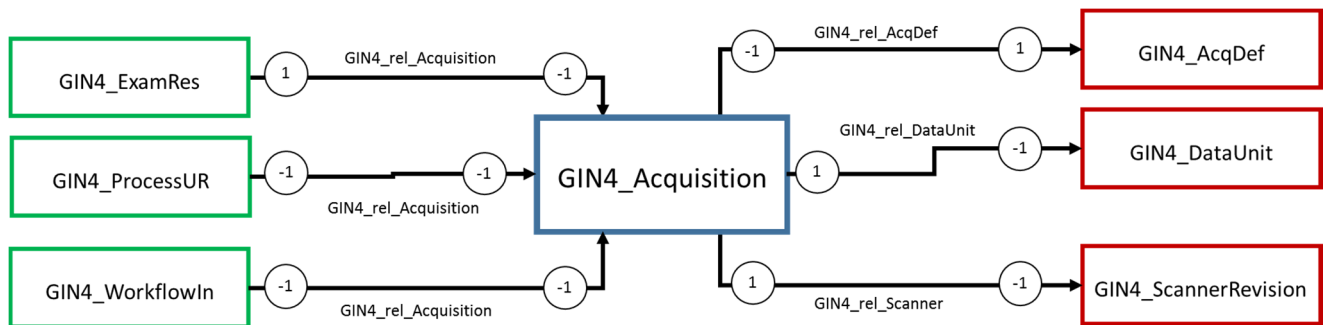 GIN4_ExamRes
1
GIN4_rel_Acquisition
-1
GIN4_ProcessUR
-1
GIN4_rel_Acquisition
-1
GIN4_WorkflowIn
-1
GIN4_rel_Acquisition
-1
GIN4_Acquisition
-1
GIN4_rel_AcqDef
1
GIN4_AcqDef
1
GIN4_rel_DataUnit
-1
GIN4_DataUnit
1
GIN4_rel_Scanner
-1
GIN4_ScannerRevision